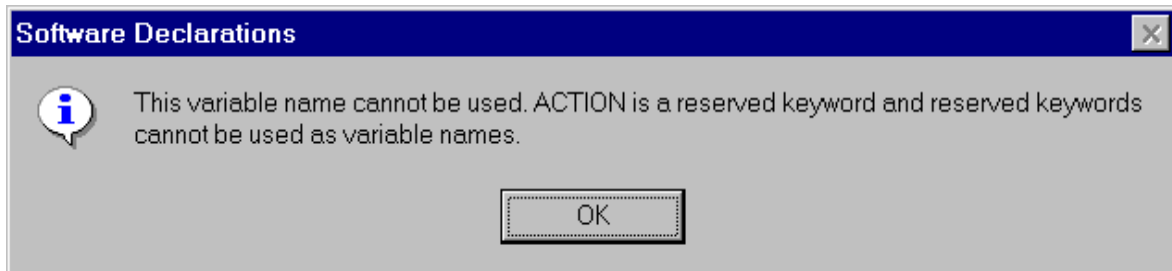 Software Declarations
This variable name cannot be used. ACTION is a reserved keyword and reserved keywords
cannot be used as variable names.
OK